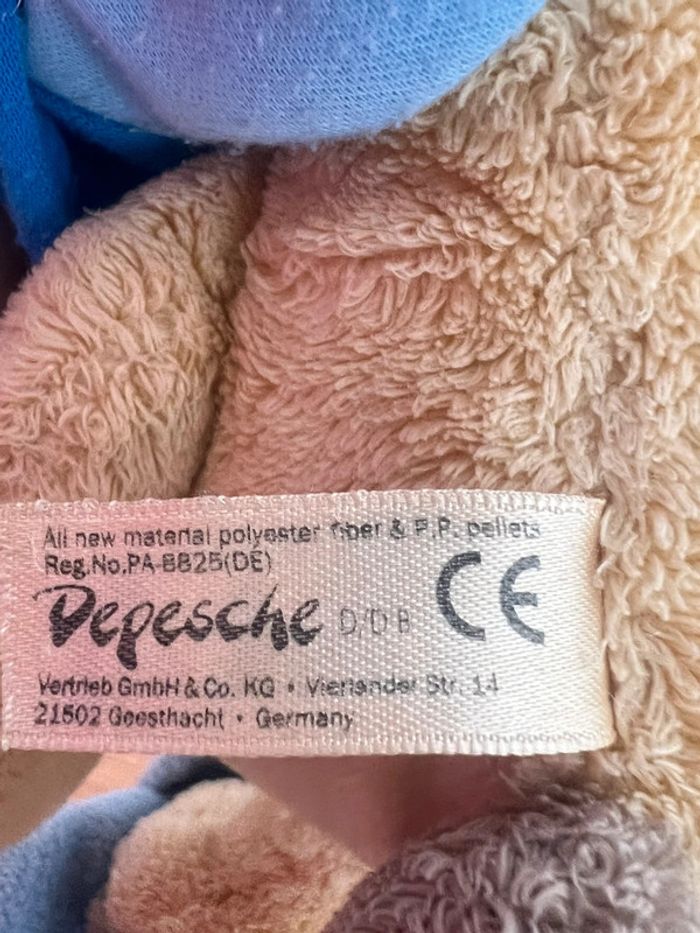 All new material polyester fiber & P.P. pellets
Reg.No.PA-8825(DE)
Depesche D/D B CE
Vertrieb GmbH & Co. KG • Vierlander Str. 14
21502 Geesthacht • Germany